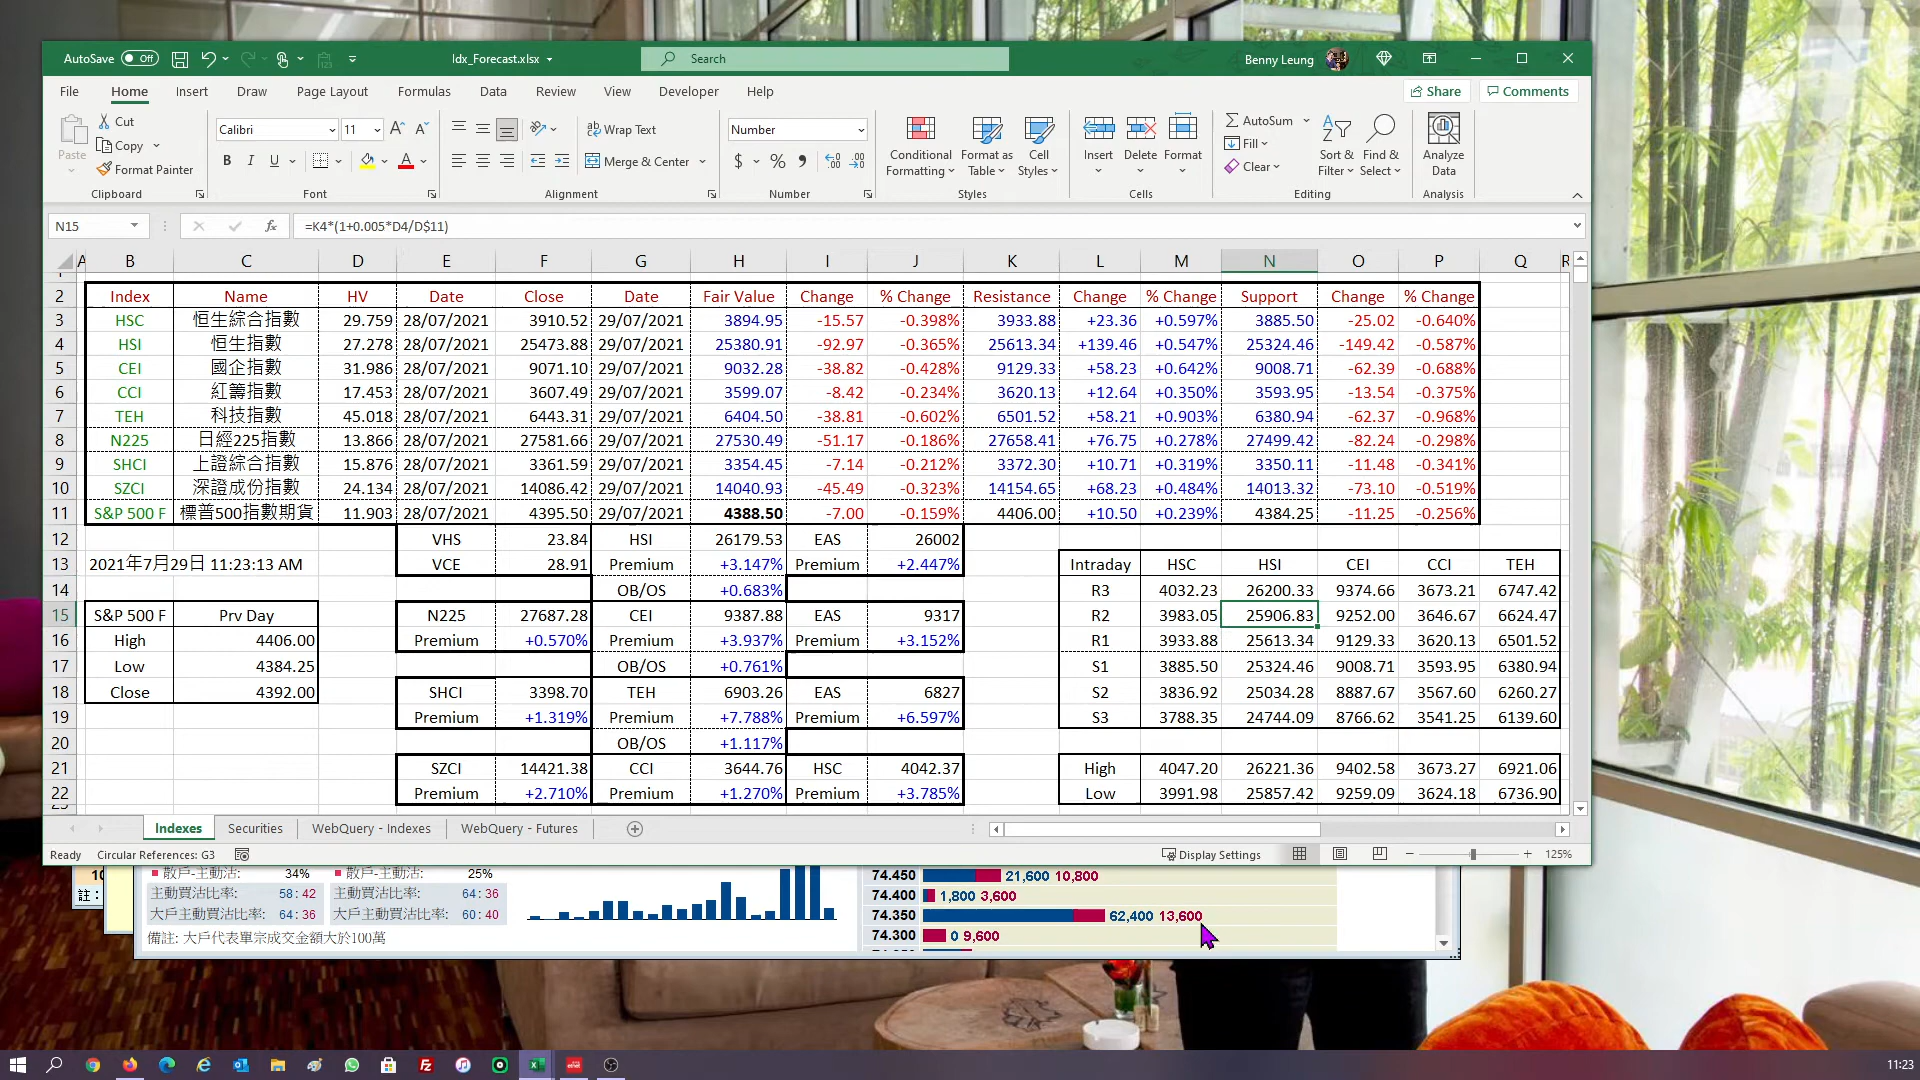 AutoSave Off Idx_Forecast.xlsx Search Benny Leung
File Home Insert Draw Page Layout Formulas Data Review View Developer Help Share Comments
Paste Cut Copy Format Painter Clipboard
Calibri 11 Font
Wrap Text Merge & Center Alignment
Number Number
Conditional Formatting Format as Table Cell Styles Styles
Insert Delete Format Cells
AutoSum Fill Clear Sort & Filter Find & Select Editing
Analyze Data Analysis
N15 =K4*(1+0.005*D4/D$11)
A B C D E F G H I J K L M N O P Q R
2 Index Name HV Date Close Date Fair Value Change % Change Resistance Change % Change Support Change % Change
3 HSC 恒生綜合指數 29.759 28/07/2021 3910.52 29/07/2021 3894.95 -15.57 -0.398% 3933.88 +23.36 +0.597% 3885.50 -25.02 -0.640%
4 HSI 恒生指數 27.278 28/07/2021 25473.88 29/07/2021 25380.91 -92.97 -0.365% 25613.34 +139.46 +0.547% 25324.46 -149.42 -0.587%
5 CEI 國企指數 31.986 28/07/2021 9071.10 29/07/2021 9032.28 -38.82 -0.428% 9129.33 +58.23 +0.642% 9008.71 -62.39 -0.688%
6 CCI 紅籌指數 17.453 28/07/2021 3607.49 29/07/2021 3599.07 -8.42 -0.234% 3620.13 +12.64 +0.350% 3593.95 -13.54 -0.375%
7 TEH 科技指數 45.018 28/07/2021 6443.31 29/07/2021 6404.50 -38.81 -0.602% 6501.52 +58.21 +0.903% 6380.94 -62.37 -0.968%
8 N225 日經225指數 13.866 28/07/2021 27581.66 29/07/2021 27530.49 -51.17 -0.186% 27658.41 +76.75 +0.278% 27499.42 -82.24 -0.298%
9 SHCI 上證綜合指數 15.876 28/07/2021 3361.59 29/07/2021 3354.45 -7.14 -0.212% 3372.30 +10.71 +0.319% 3350.11 -11.48 -0.341%
10 SZCI 深證成份指數 24.134 28/07/2021 14086.42 29/07/2021 14040.93 -45.49 -0.323% 14154.65 +68.23 +0.484% 14013.32 -73.10 -0.519%
11 S&P 500 F 標普500指數期貨 11.903 28/07/2021 4395.50 29/07/2021 4388.50 -7.00 -0.159% 4406.00 +10.50 +0.239% 4384.25 -11.25 -0.256%
12 VHS 23.84 HSI 26179.53 EAS 26002
13 2021年7月29日 11:23:13 AM VCE 28.91 Premium +3.147% Premium +2.447% Intraday HSC HSI CEI CCI TEH
14 OB/OS +0.683% R3 4032.23 26200.33 9374.66 3673.21 6747.42
15 S&P 500 F Prv Day N225 27687.28 CEI 9387.88 EAS 9317 R2 3983.05 25906.83 9252.00 3646.67 6624.47
16 High 4406.00 Premium +0.570% Premium +3.937% Premium +3.152% R1 3933.88 25613.34 9129.33 3620.13 6501.52
17 Low 4384.25 OB/OS +0.761% S1 3885.50 25324.46 9008.71 3593.95 6380.94
18 Close 4392.00 SHCI 3398.70 TEH 6903.26 EAS 6827 S2 3836.92 25034.28 8887.67 3567.60 6260.27
19 Premium +1.319% Premium +7.788% Premium +6.597% S3 3788.35 24744.09 8766.62 3541.25 6139.60
20 OB/OS +1.117%
21 SZCI 14421.38 CCI 3644.76 HSC 4042.37 High 4047.20 26221.36 9402.58 3673.27 6921.06
22 Premium +2.710% Premium +1.270% Premium +3.785% Low 3991.98 25857.42 9259.09 3624.18 6736.90
Indexes Securities WebQuery - Indexes WebQuery - Futures
Ready Circular References: G3 Display Settings 125%
散戶-主動沽 34% 散戶-主動沽 25% 74.450 21,600 10,800
主動買沽比率: 58:42 主動買沽比率: 64:36 74.400 1,800 3,600
大戶主動買沽比率: 64:36 大戶主動買沽比率: 60:40 74.350 62,400 13,600
備註: 大戶代表單宗成交金額大於100萬 74.300 0 9,600
11:23